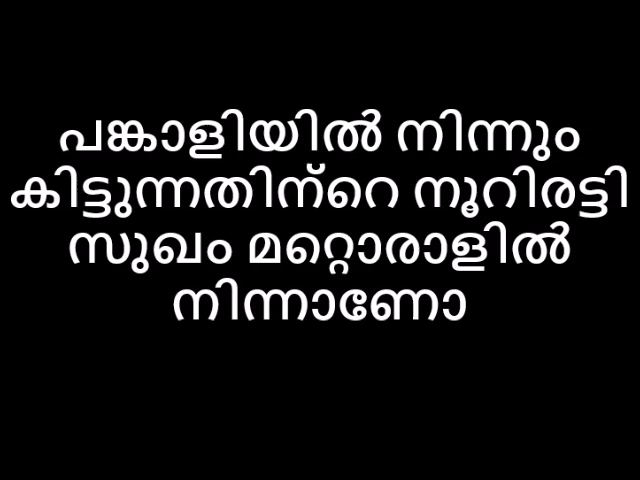 പങ്കാളിയിൽ നിന്നും
കിട്ടുന്നതിന്റെ നൂറിരട്ടി
സുഖം മറ്റൊരാളിൽ
നിന്നാണോ